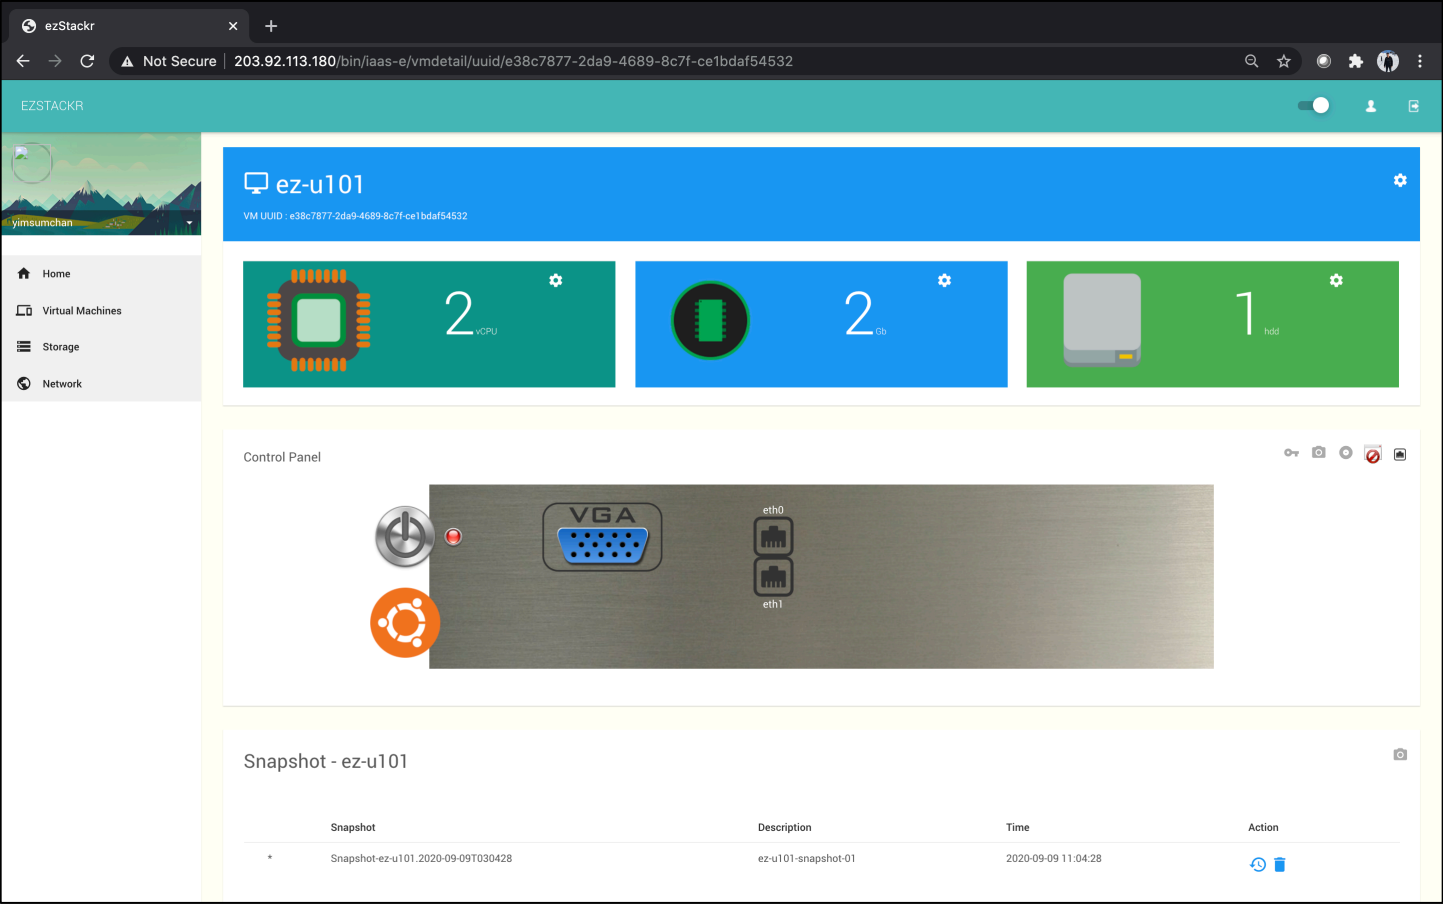 ezStackr
Not Secure 203.92.113.180/bin/iaas-e/vmdetail/uuid/e38c7877-2da9-4689-8c7f-ce1bdaf54532
EZSTACKR
yimsumchan
Home
Virtual Machines
Storage
Network
ez-u101
VM UUID : e38c7877-2da9-4689-8c7f-ce1bdaf54532
2 vCPU
2 Gb
1 hdd
Control Panel
VGA
eth0
eth1
Snapshot - ez-u101
Snapshot Description Time Action
* Snapshot-ez-u101.2020-09-09T030428 ez-u101-snapshot-01 2020-09-09 11:04:28